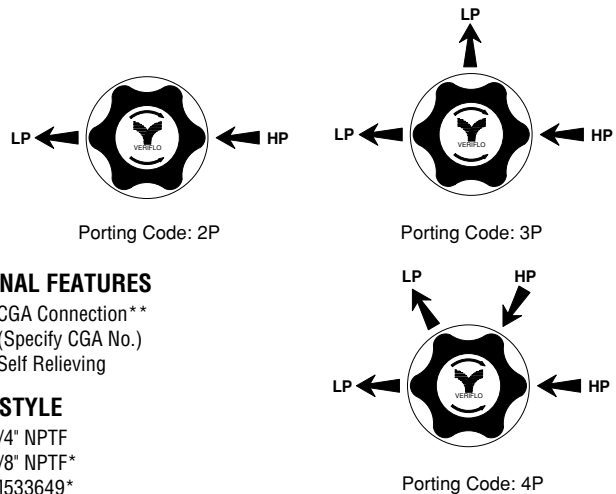 LP
LP HP
VERIFLO
LP HP
VERIFLO
Porting Code: 2P
Porting Code: 3P
NAL FEATURES
CGA Connection**
(Specify CGA No.)
Self Relieving
STYLE
/4" NPTF
/8" NPTF*
I533649*
LP HP
LP HP
VERIFLO
Porting Code: 4P